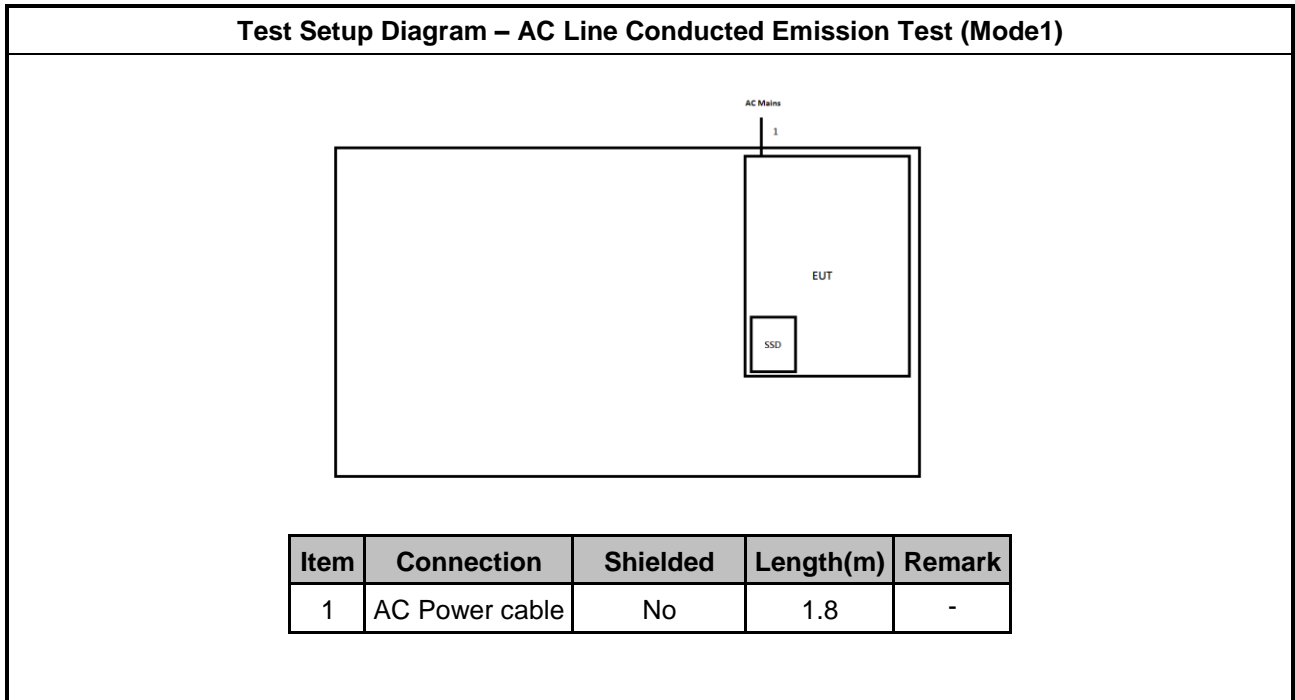 Test Setup Diagram – AC Line Conducted Emission Test (Mode1)
AC Mains
1
EUT
SSD
Item Connection Shielded Length(m) Remark
1 AC Power cable No 1.8 -